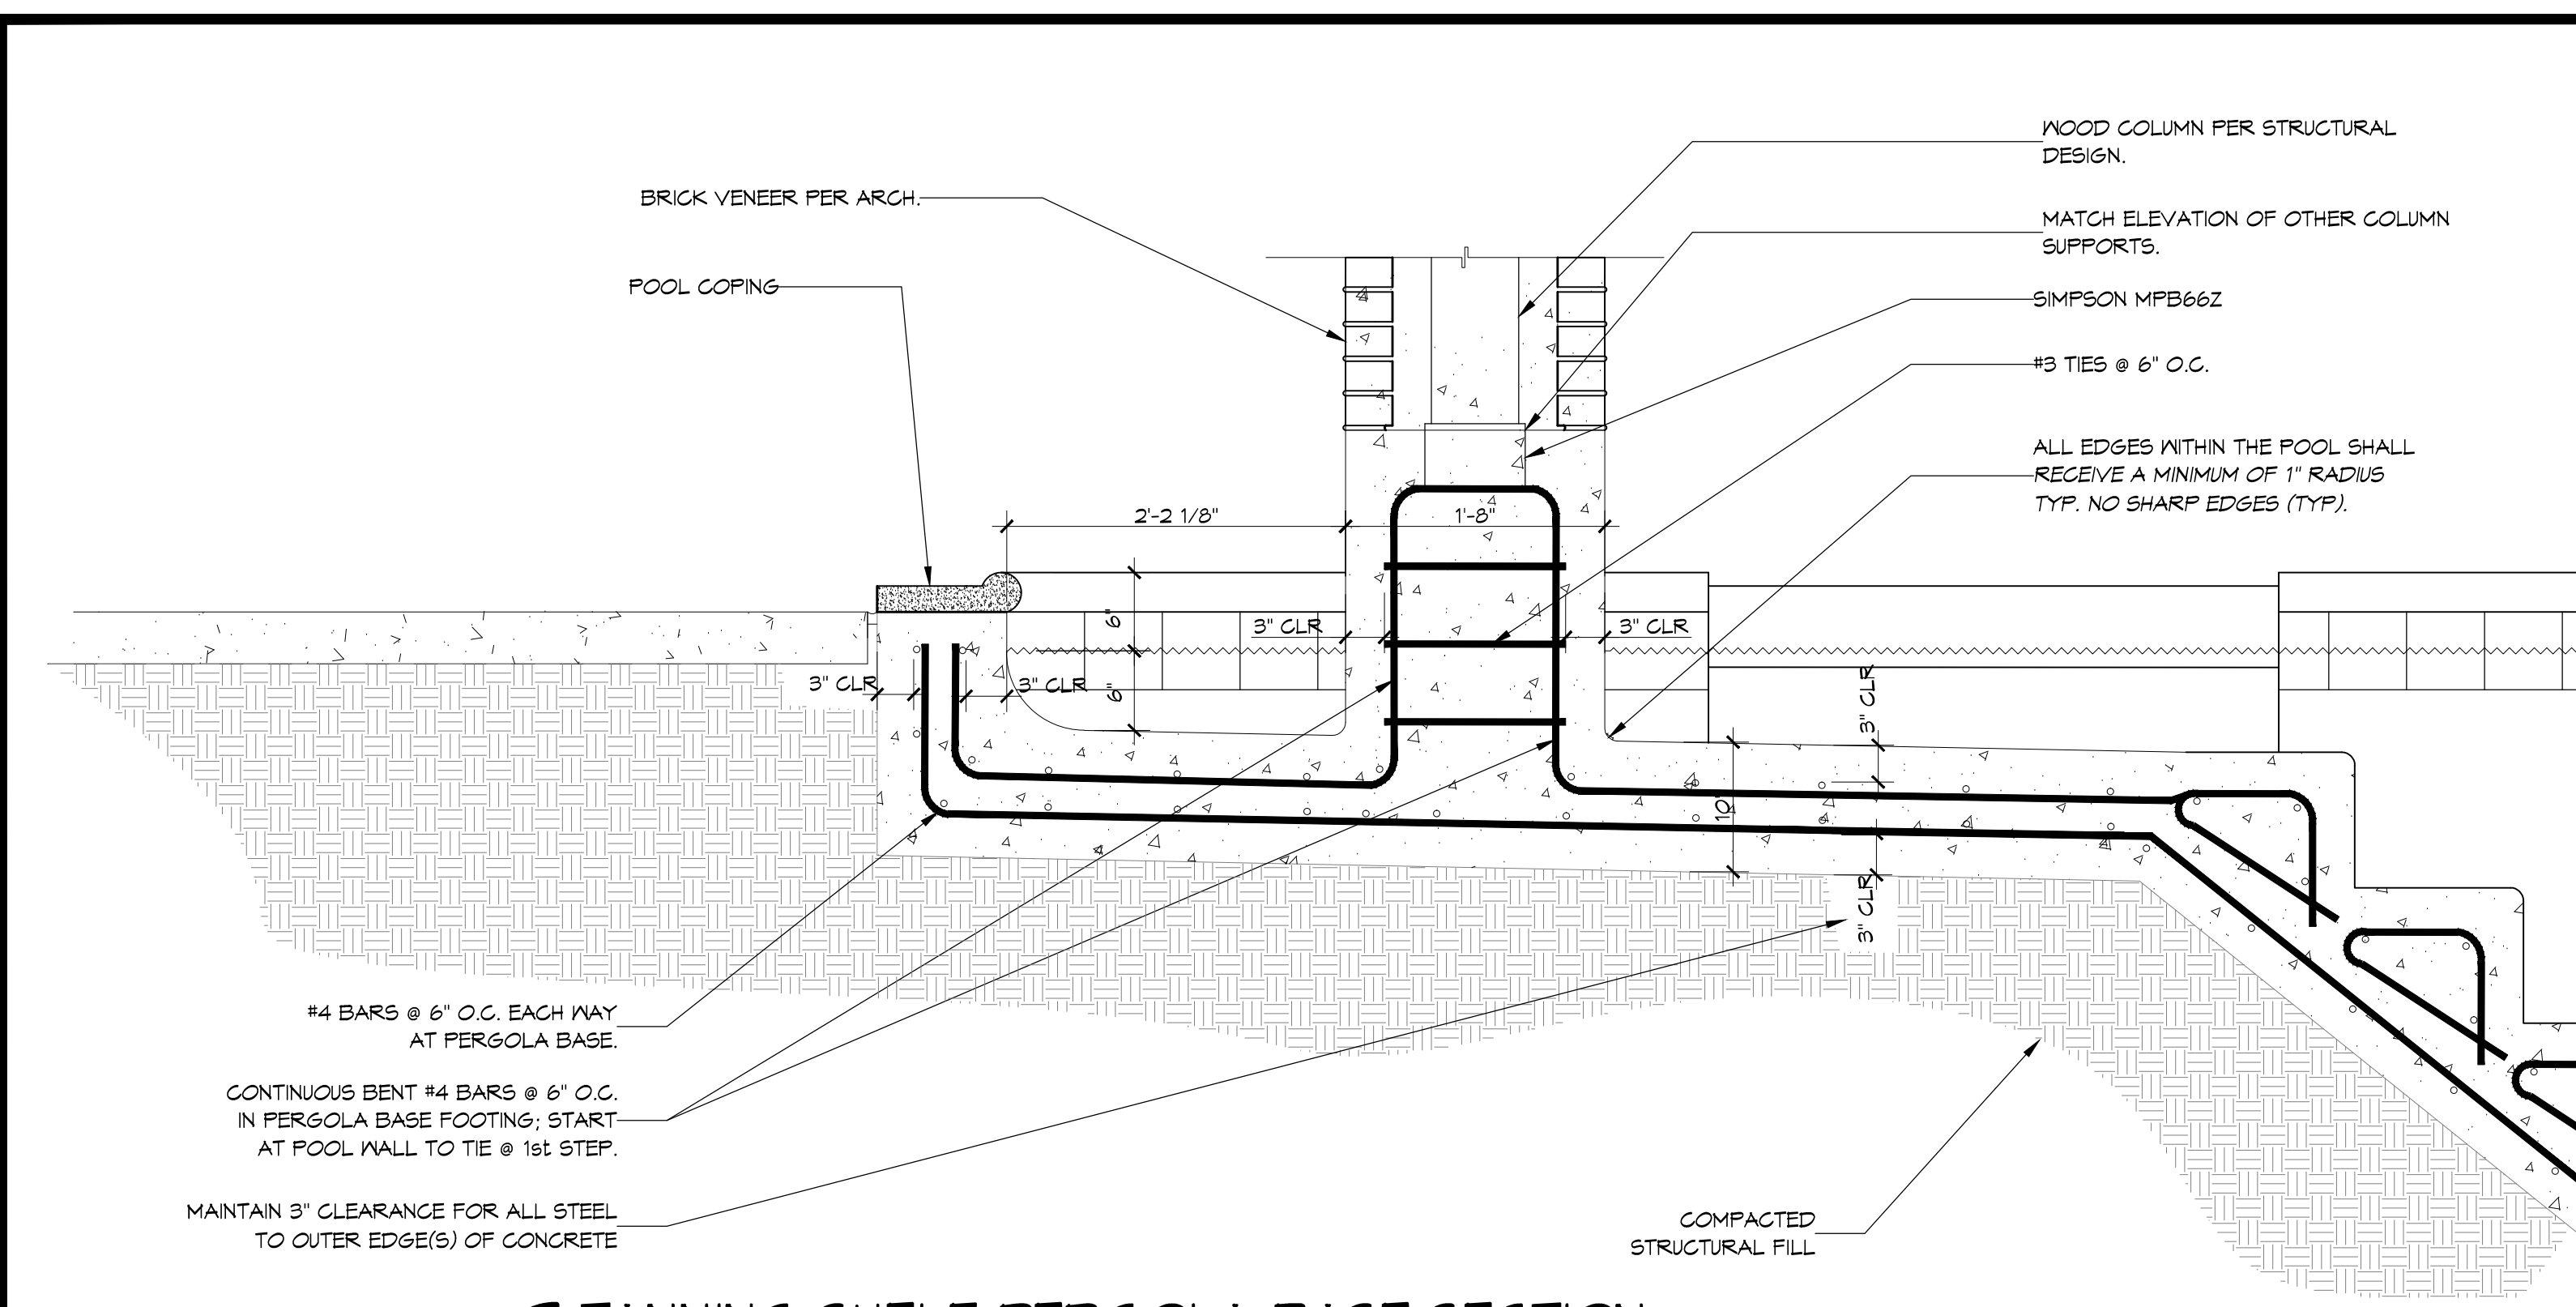 WOOD COLUMN PER STRUCTURAL
DESIGN.
BRICK VENEER PER ARCH.
MATCH ELEVATION OF OTHER COLUMN
SUPPORTS.
POOL COPING
SIMPSON MPB66Z
#3 TIES @ 6" O.C.
ALL EDGES WITHIN THE POOL SHALL
RECEIVE A MINIMUM OF 1" RADIUS
TYP. NO SHARP EDGES (TYP).
2'-2 1/8"
1'-8"
6"
3" CLR
3" CLR
3" CLR
3" CLR
6"
3" CLR
10"
3" CLR
#4 BARS @ 6" O.C. EACH WAY
AT PERGOLA BASE.
CONTINUOUS BENT #4 BARS @ 6" O.C.
IN PERGOLA BASE FOOTING; START
AT POOL WALL TO TIE @ 1st STEP.
MAINTAIN 3" CLEARANCE FOR ALL STEEL
TO OUTER EDGE(S) OF CONCRETE
COMPACTED
STRUCTURAL FILL
PERGOLA BASE SECTION